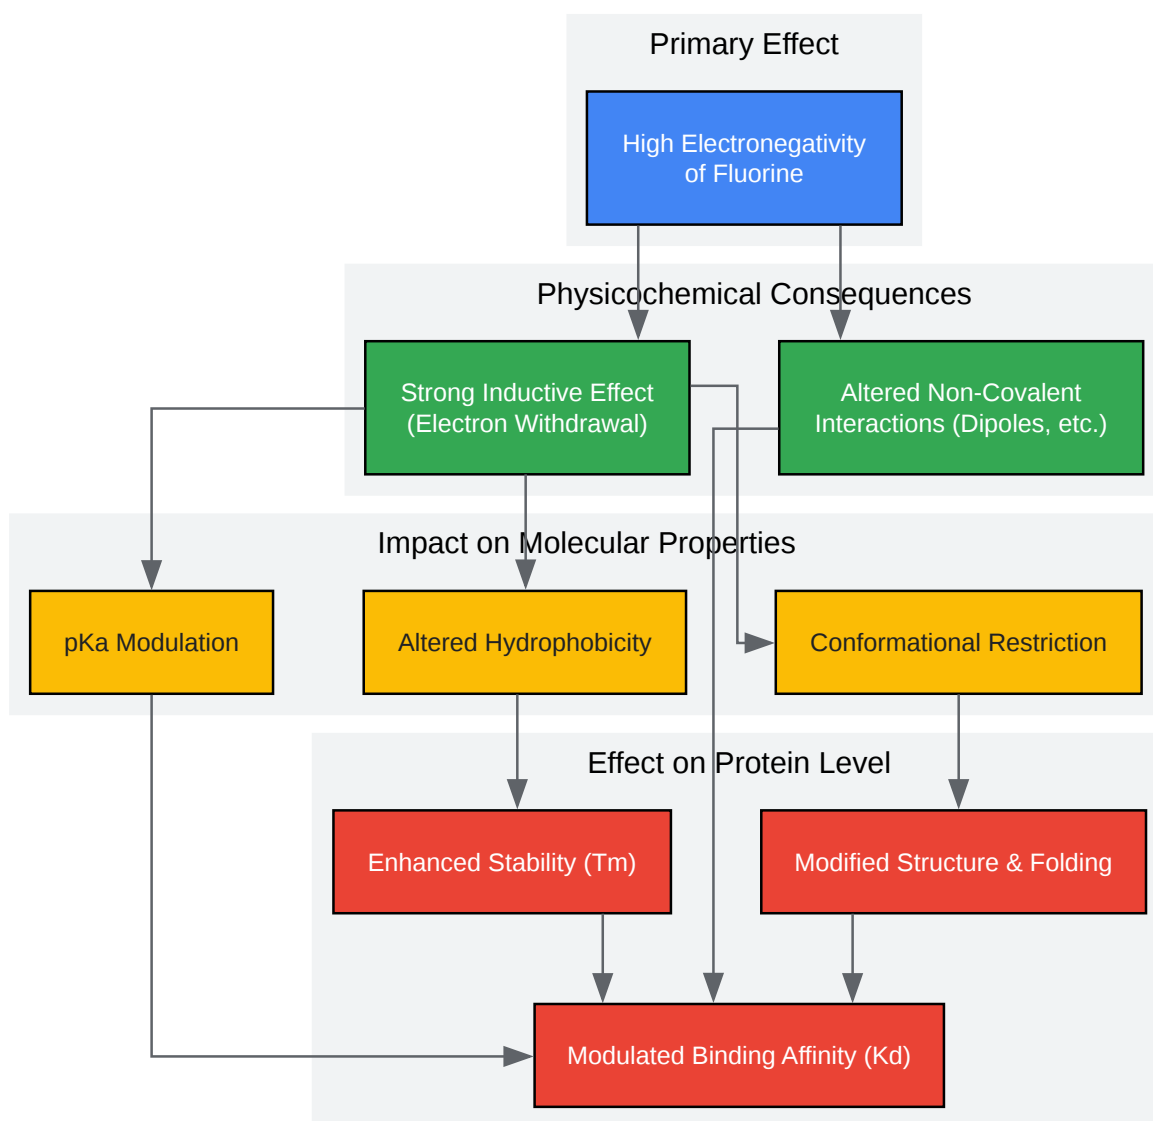 Primary Effect
High Electronegativity
of Fluorine
Physicochemical Consequences
Strong Inductive Effect
(Electron Withdrawal)
Altered Non-Covalent
Interactions (Dipoles, etc.)
Impact on Molecular Properties
pKa Modulation
Altered Hydrophobicity
Conformational Restriction
Effect on Protein Level
Enhanced Stability (Tm)
Modified Structure & Folding
Modulated Binding Affinity (Kd)